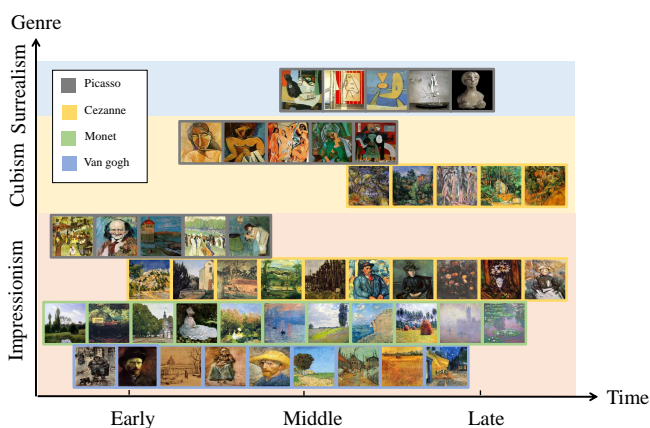 Genre
Surrealism
Cubism
Impressionism
Picasso
Cezanne
Monet
Van gogh
Time
Early
Middle
Late